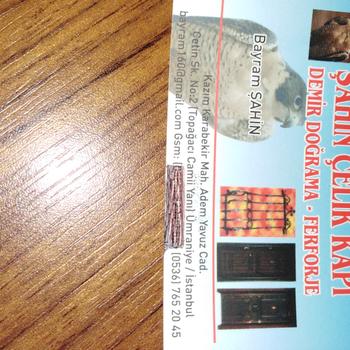 ŞAHİN ÇELİK KAPI
DEMİR DOĞRAMA - FERFORJE
Bayram ŞAHİN
Kazım Karabekir Mah. Adem Yavuz Cad.
Çetin Sk. No:2 (Topağacı Camii Yanı) Ümraniye / İstanbul
bayram160@gmail.com Gsm: (0536) 765 20 45